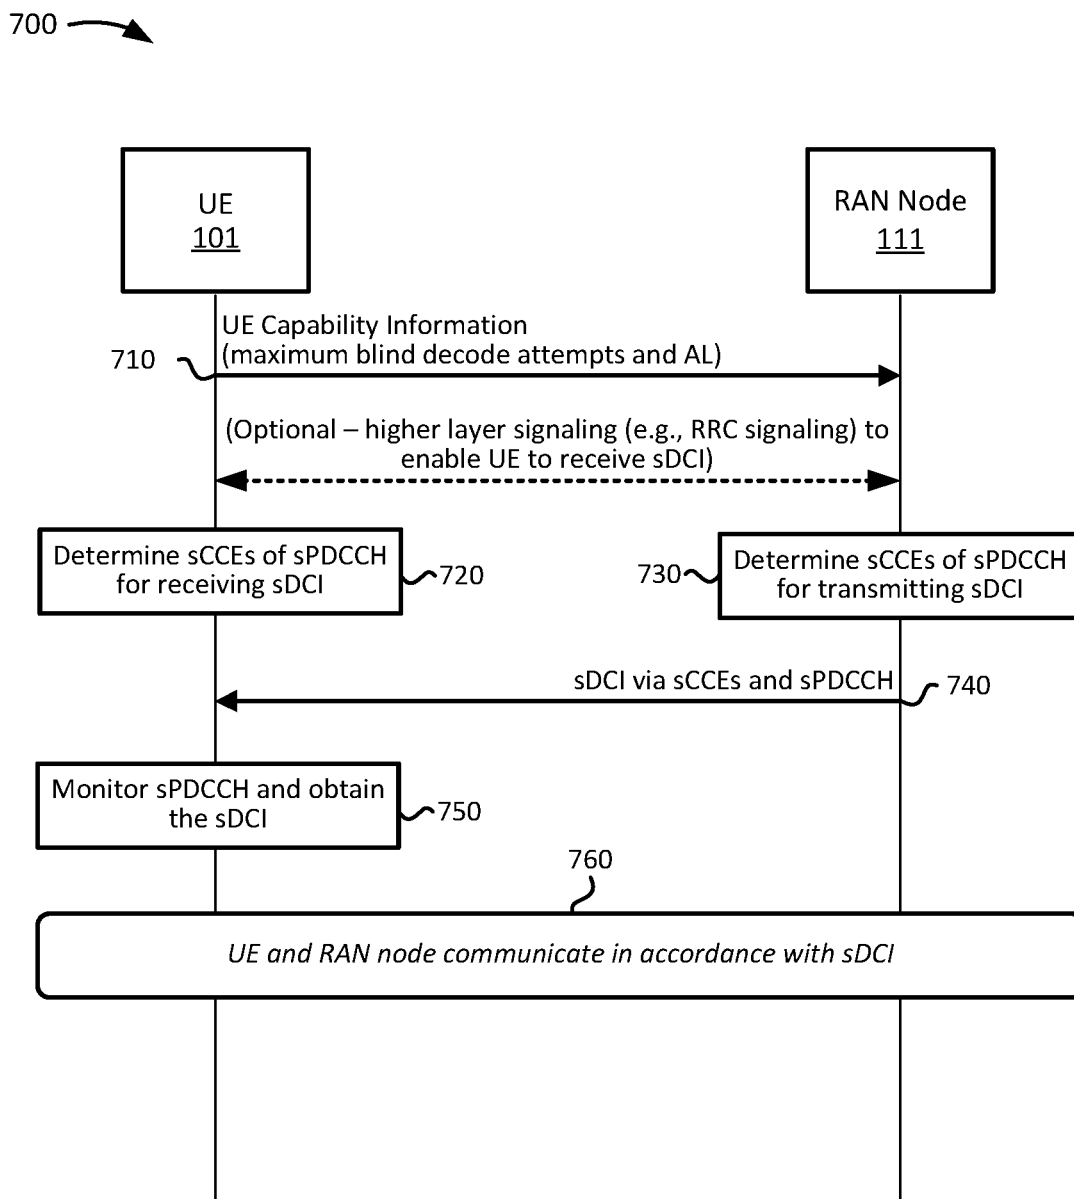 700
UE
101
RAN Node
111
UE Capability Information
(maximum blind decode attempts and AL)
710
(Optional – higher layer signaling (e.g., RRC signaling) to
enable UE to receive sDCI)
Determine sCCEs of sPDCCH
for receiving sDCI
720
730
Determine sCCEs of sPDCCH
for transmitting sDCI
sDCI via sCCEs and sPDCCH
740
Monitor sPDCCH and obtain
the sDCI
750
760
UE and RAN node communicate in accordance with sDCI